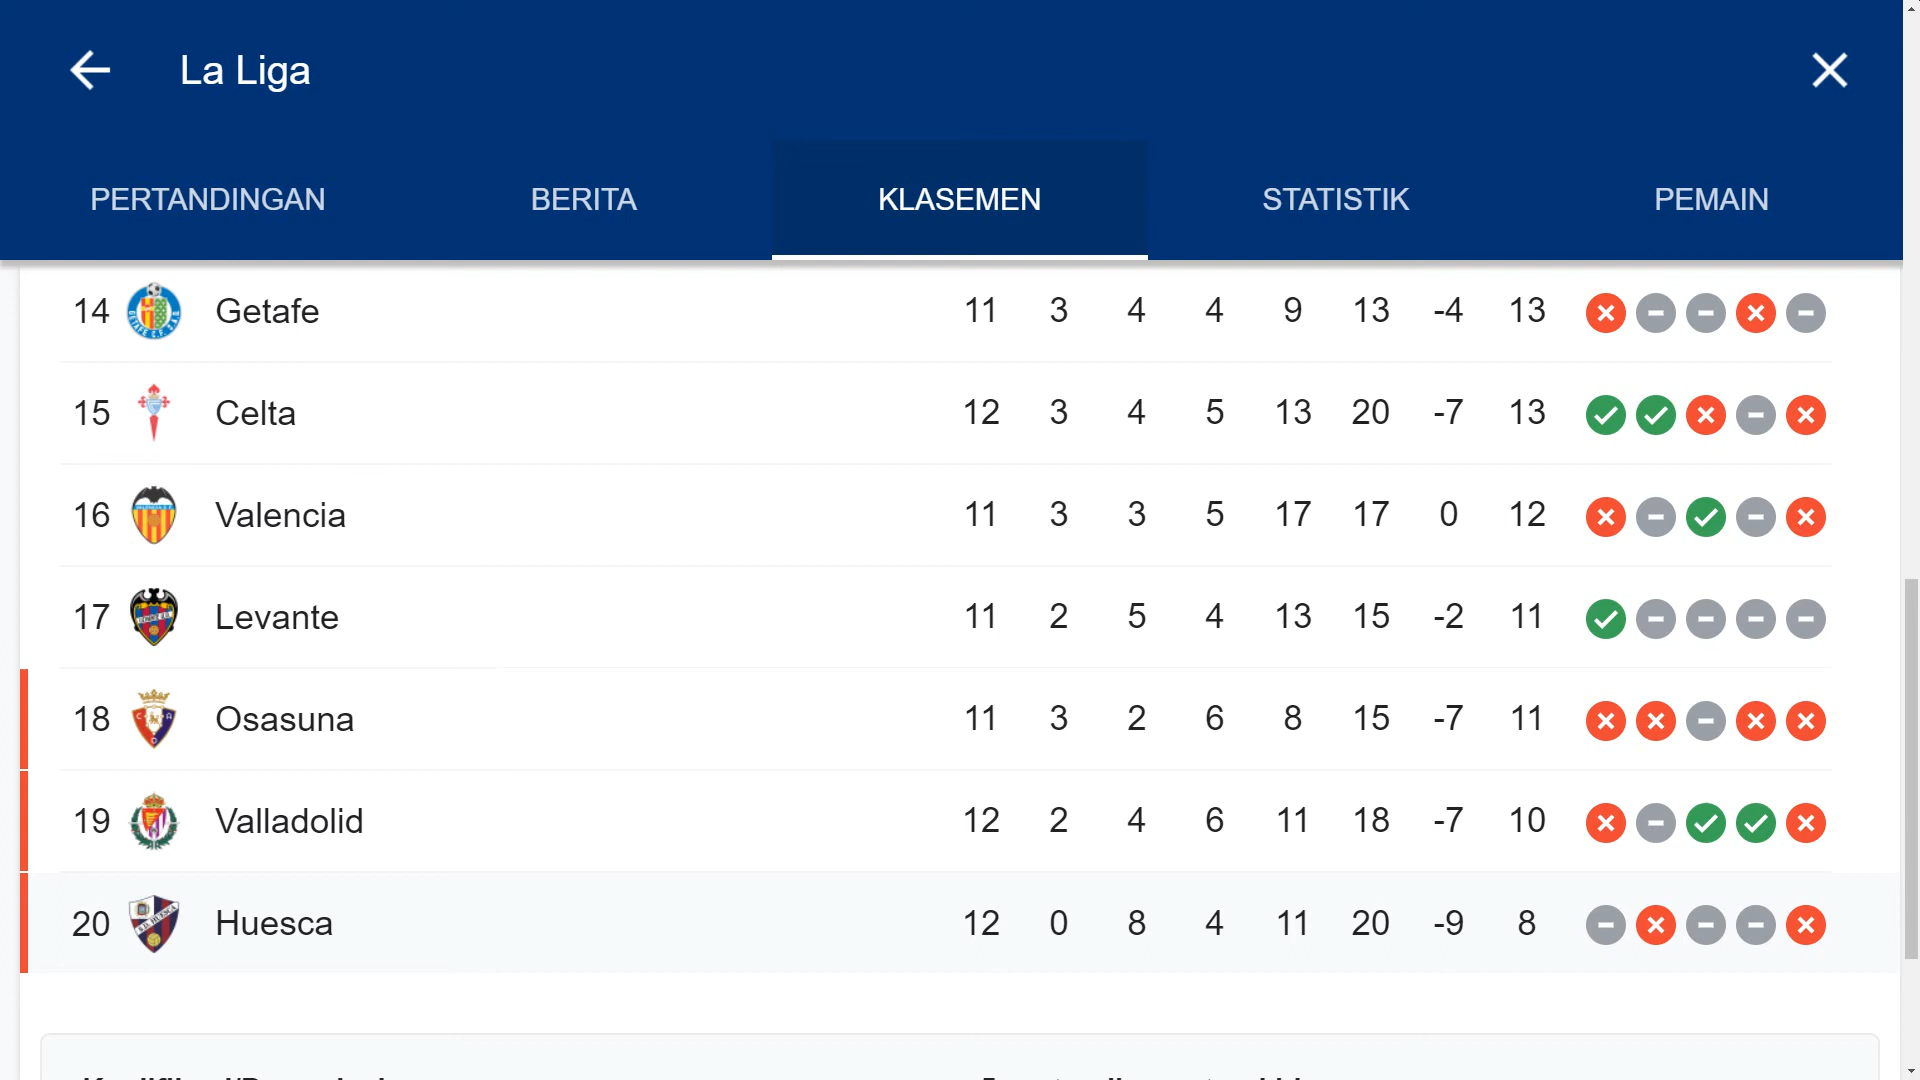 La Liga
PERTANDINGAN BERITA KLASEMEN STATISTIK PEMAIN
14 Getafe 11 3 4 4 9 13 -4 13
15 Celta 12 3 4 5 13 20 -7 13
16 Valencia 11 3 3 5 17 17 0 12
17 Levante 11 2 5 4 13 15 -2 11
18 Osasuna 11 3 2 6 8 15 -7 11
19 Valladolid 12 2 4 6 11 18 -7 10
20 Huesca 12 0 8 4 11 20 -9 8